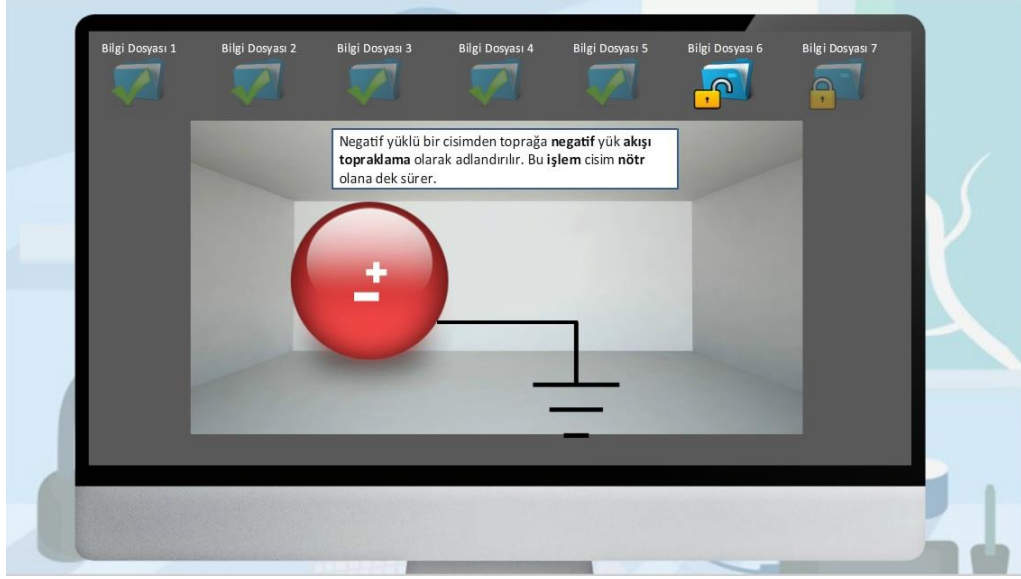 Bilgi Dosyası 1 Bilgi Dosyası 2 Bilgi Dosyası 3 Bilgi Dosyası 4 Bilgi Dosyası 5 Bilgi Dosyası 6 Bilgi Dosyası 7
Negatif yüklü bir cisimden toprağa negatif yük akışı
topraklama olarak adlandırılır. Bu işlem cisim nötr
olana dek sürer.
+
−